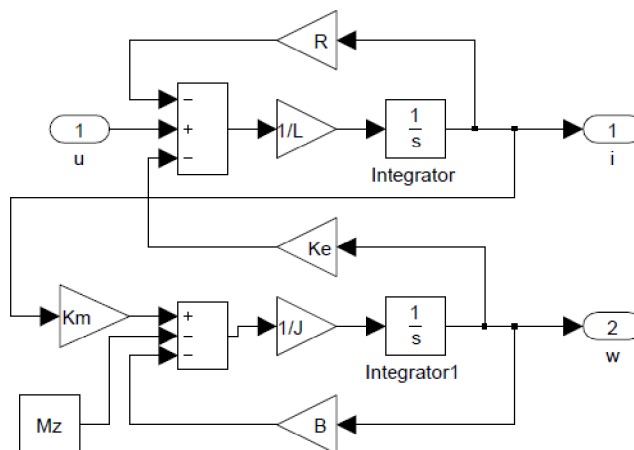 R
−
1
+
1/L
1
s
1
u
−
Integrator
i
Ke
Km
+
−
−
1/J
1
s
2
Integrator1
w
Mz
B